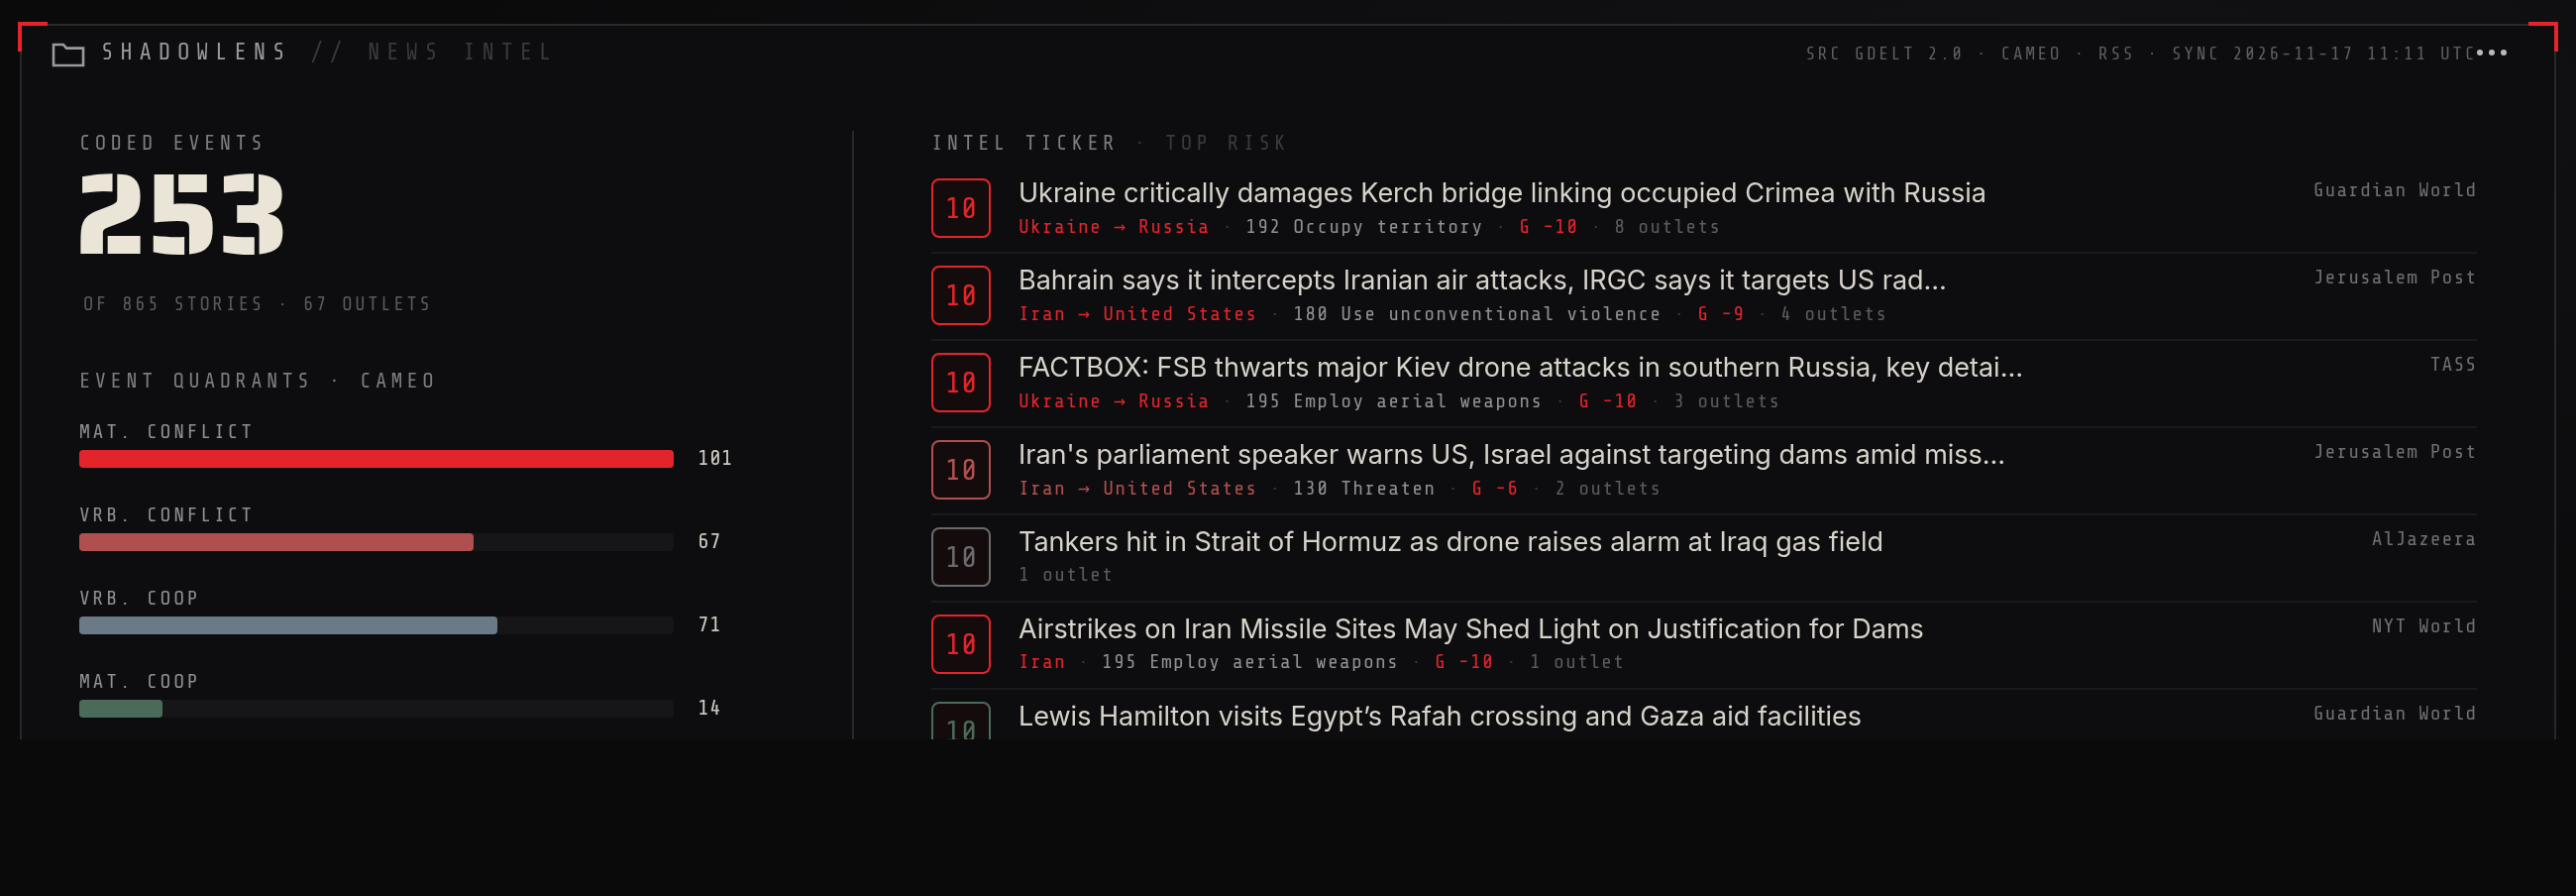 SHADOWLENS // NEWS INTEL
SRC GDELT 2.0 · CAMEO · RSS · SYNC 2026-11-17 11:11 UTC
CODED EVENTS
253
OF 865 STORIES · 67 OUTLETS
EVENT QUADRANTS · CAMEO
MAT. CONFLICT
101
VRB. CONFLICT
67
VRB. COOP
71
MAT. COOP
14
INTEL TICKER · TOP RISK
10
Ukraine critically damages Kerch bridge linking occupied Crimea with Russia
Guardian World
Ukraine → Russia · 192 Occupy territory · G -10 · 8 outlets
10
Bahrain says it intercepts Iranian air attacks, IRGC says it targets US rad...
Jerusalem Post
Iran → United States · 180 Use unconventional violence · G -9 · 4 outlets
10
FACTBOX: FSB thwarts major Kiev drone attacks in southern Russia, key detai...
TASS
Ukraine → Russia · 195 Employ aerial weapons · G -10 · 3 outlets
10
Iran's parliament speaker warns US, Israel against targeting dams amid miss...
Jerusalem Post
Iran → United States · 130 Threaten · G -6 · 2 outlets
10
Tankers hit in Strait of Hormuz as drone raises alarm at Iraq gas field
AlJazeera
1 outlet
10
Airstrikes on Iran Missile Sites May Shed Light on Justification for Dams
NYT World
Iran · 195 Employ aerial weapons · G -10 · 1 outlet
10
Lewis Hamilton visits Egypt’s Rafah crossing and Gaza aid facilities
Guardian World